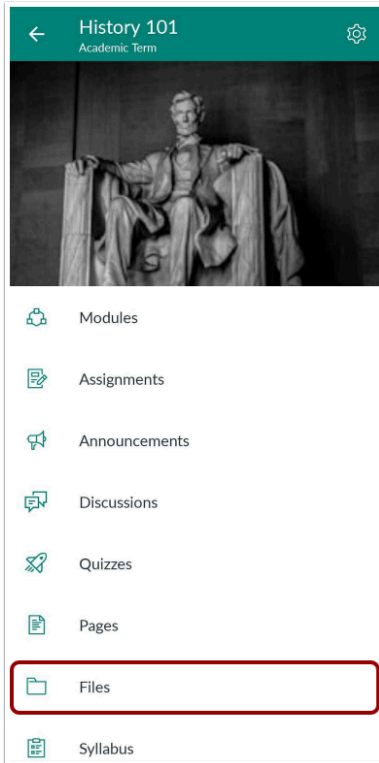 History 101
Academic Term
Modules
Assignments
Announcements
Discussions
Quizzes
Pages
Files
Syllabus